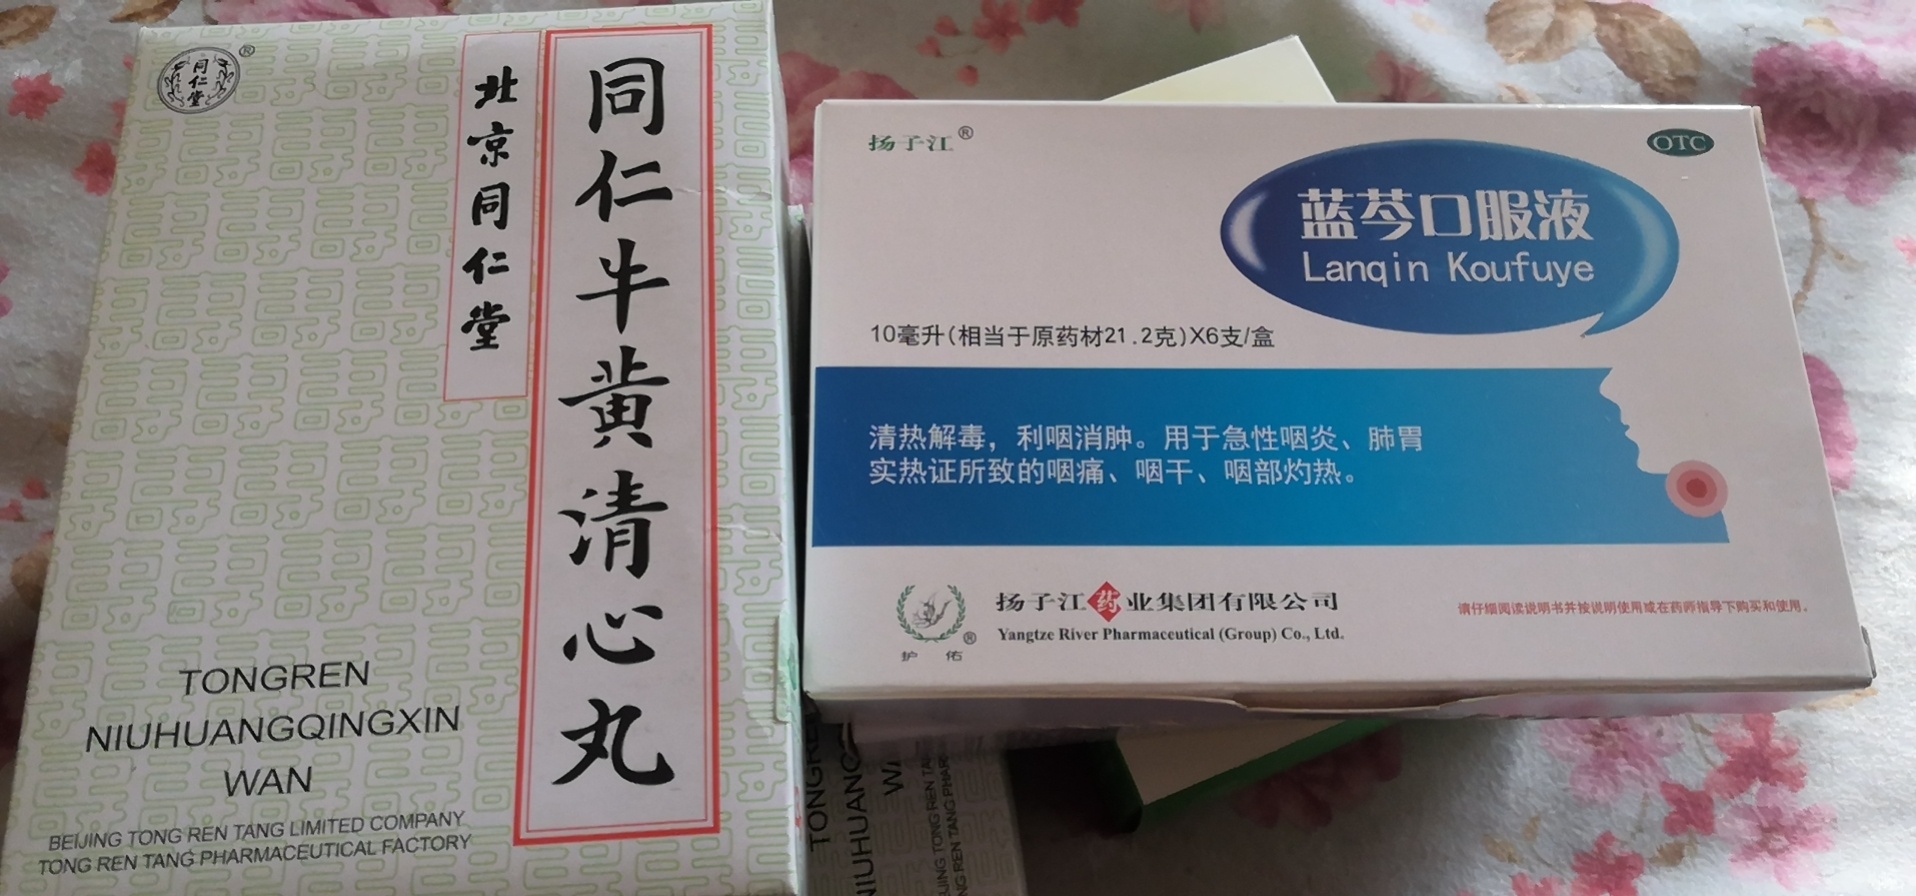 同仁堂
®
北京同仁堂
同仁牛黄清心丸
TONGREN
NIUHUANGQINGXIN
WAN
BEIJING TONG REN TANG LIMITED COMPANY
TONG REN TANG PHARMACEUTICAL FACTORY
扬子江®
OTC
蓝芩口服液
Lanqin Koufuye
10毫升(相当于原药材21.2克)X6支/盒
清热解毒，利咽消肿。用于急性咽炎、肺胃
实热证所致的咽痛、咽干、咽部灼热。
扬子江药业集团有限公司
Yangtze River Pharmaceutical (Group) Co., Ltd.
®
护佑
请仔细阅读说明书并按说明使用或在药师指导下购买和使用。